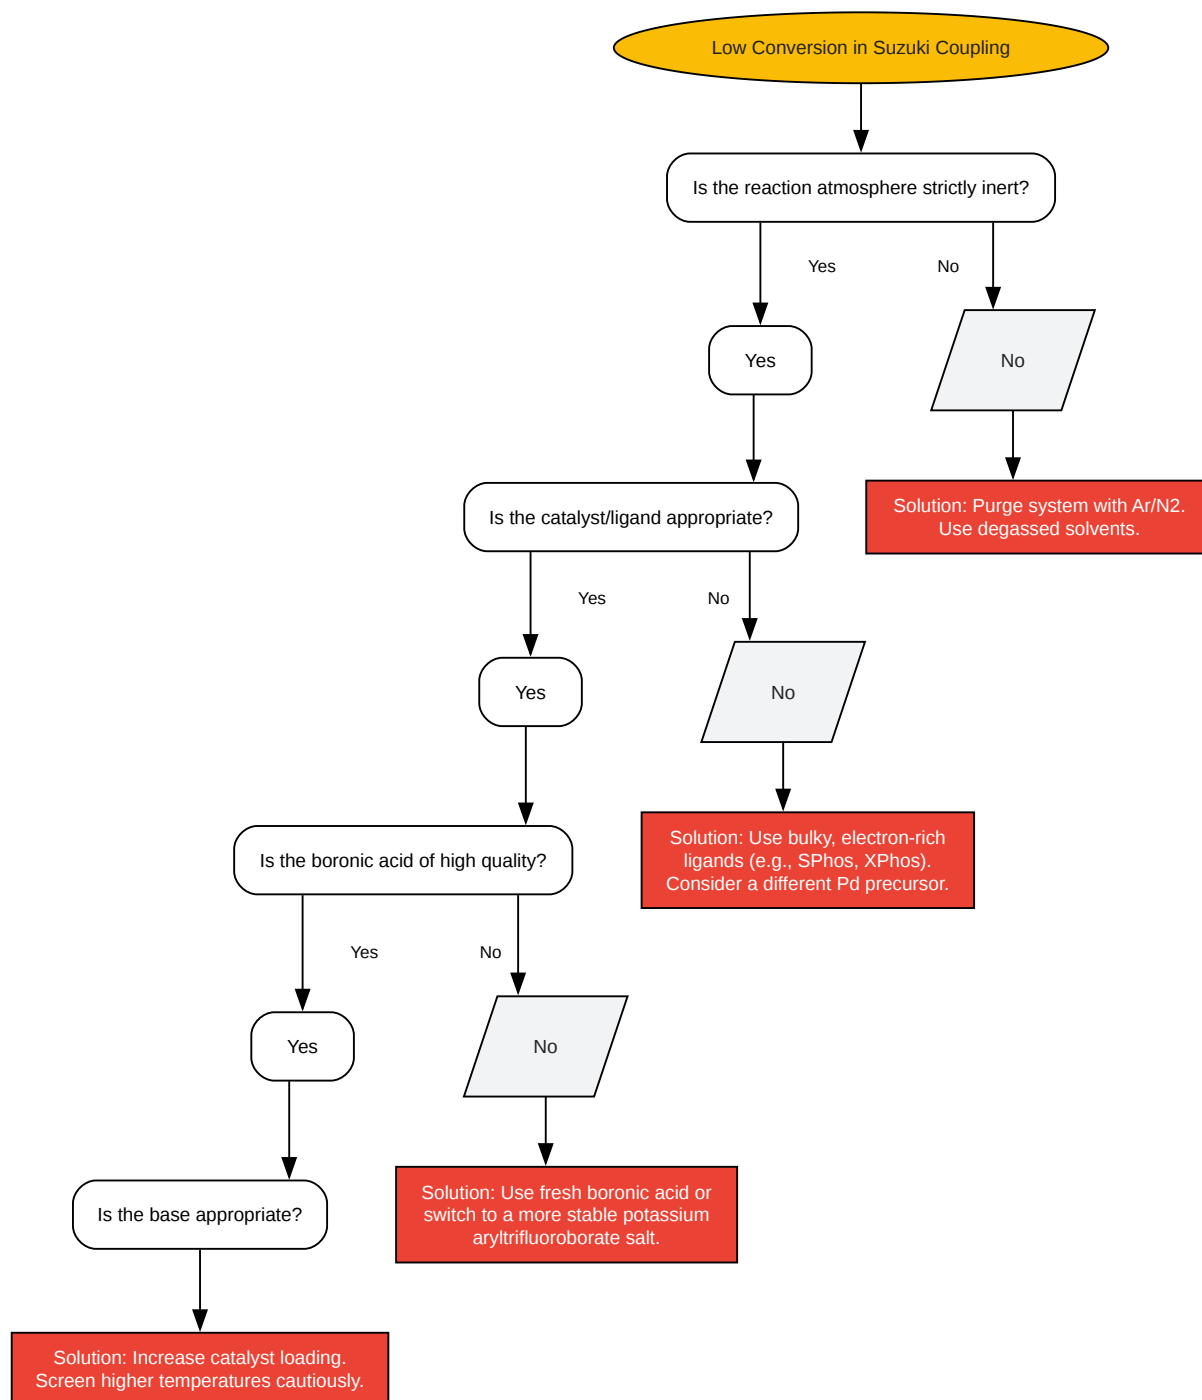 Low Conversion in Suzuki Coupling
Is the reaction atmosphere strictly inert?
Yes
No
Yes
No
Solution: Purge system with Ar/N2.
Use degassed solvents.
Is the catalyst/ligand appropriate?
Yes
No
Yes
No
Solution: Use bulky, electron-rich
ligands (e.g., SPhos, XPhos).
Consider a different Pd precursor.
Is the boronic acid of high quality?
Yes
No
Yes
No
Solution: Use fresh boronic acid or
switch to a more stable potassium
aryltrifluoroborate salt.
Is the base appropriate?
Solution: Increase catalyst loading.
Screen higher temperatures cautiously.